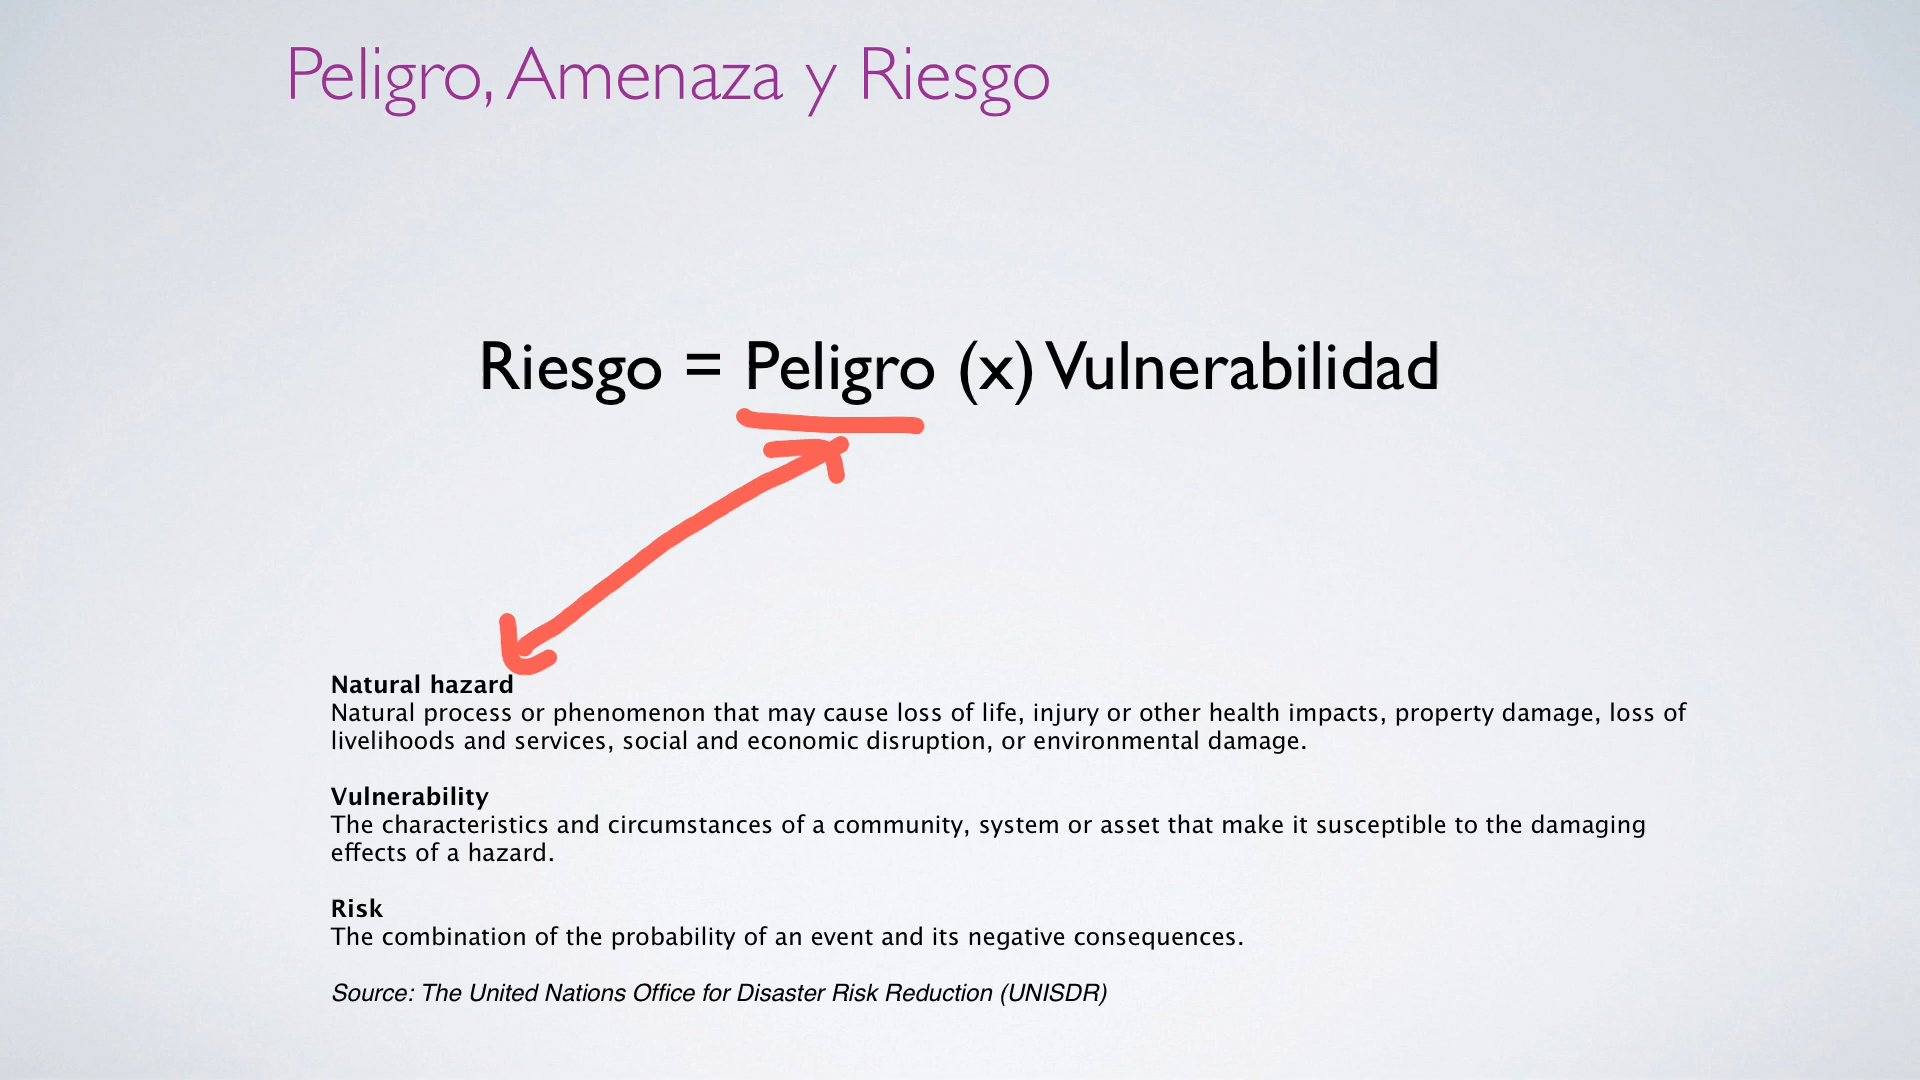 Peligro, Amenaza y Riesgo
Riesgo = Peligro (x) Vulnerabilidad
Natural hazard
Natural process or phenomenon that may cause loss of life, injury or other health impacts, property damage, loss of
livelihoods and services, social and economic disruption, or environmental damage.
Vulnerability
The characteristics and circumstances of a community, system or asset that make it susceptible to the damaging
effects of a hazard.
Risk
The combination of the probability of an event and its negative consequences.
Source: The United Nations Office for Disaster Risk Reduction (UNISDR)